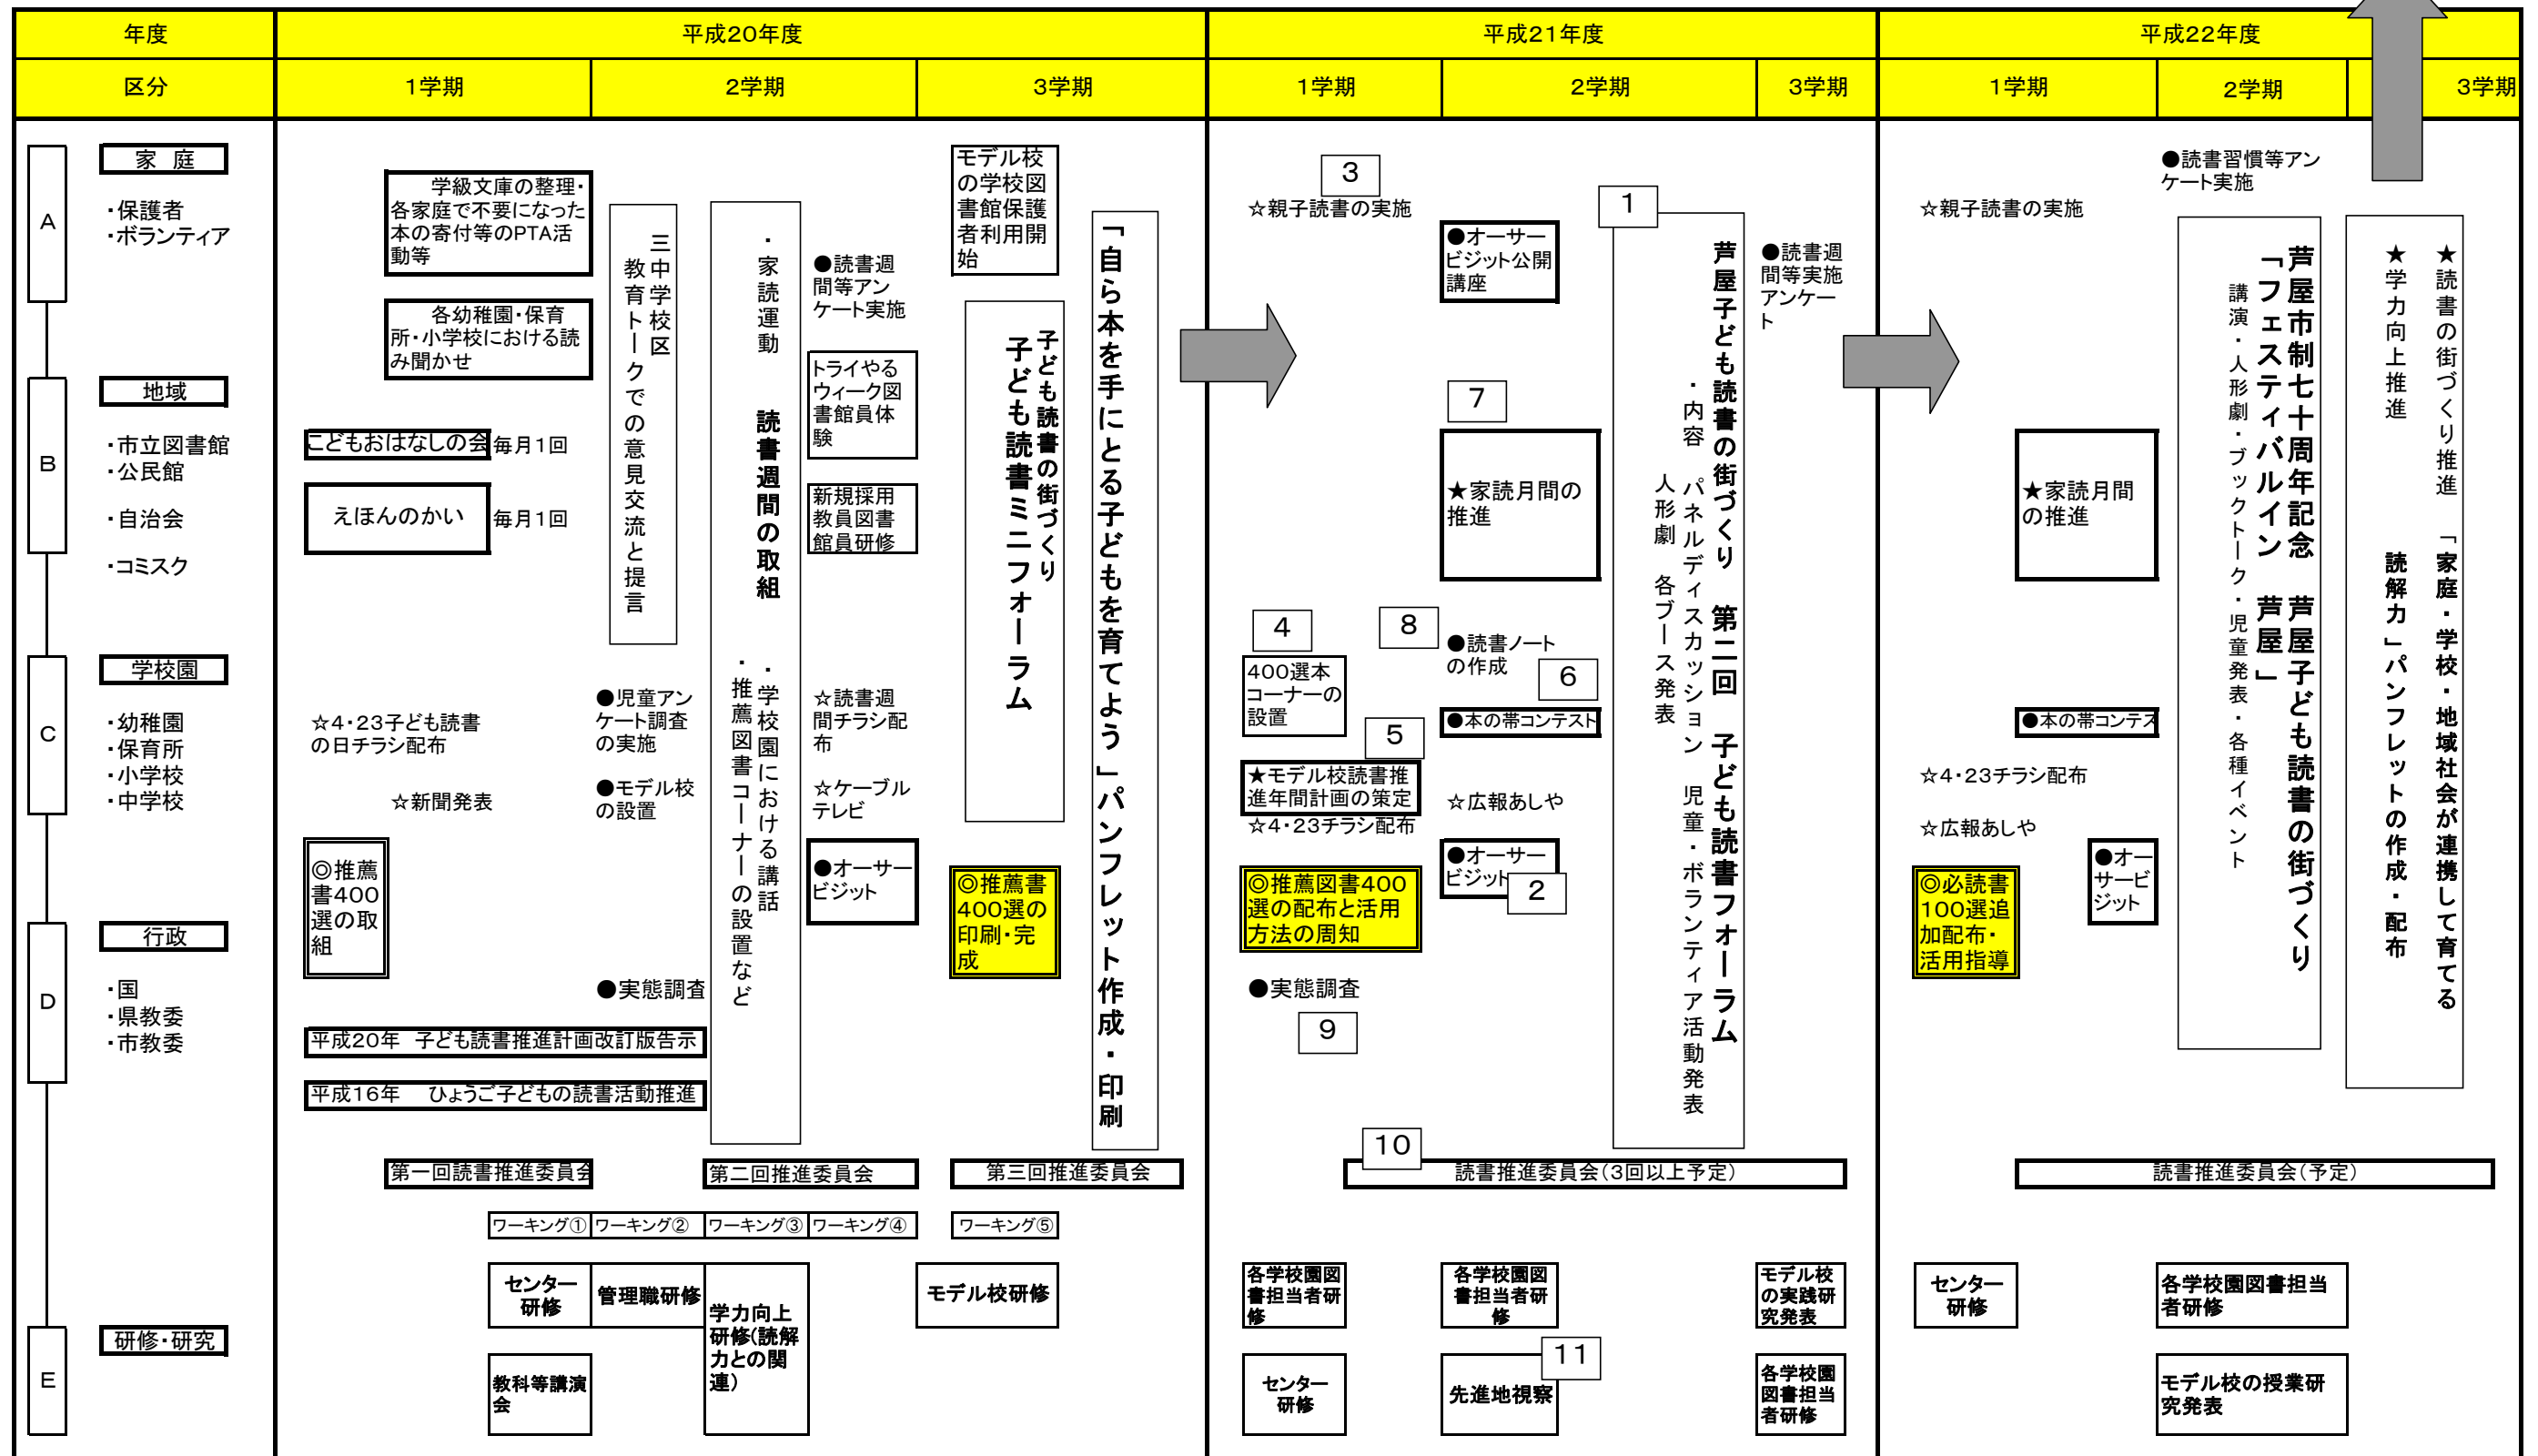 年度
平成20年度
平成21年度
平成22年度
区分
1学期
2学期
3学期
1学期
2学期
3学期
1学期
2学期
3学期
A
家 庭
・保護者
・ボランティア
B
地域
・市立図書館
・公民館
・自治会
・コミスク
C
学校園
・幼稚園
・保育所
・小学校
・中学校
D
行政
・国
・県教委
・市教委
E
研修・研究
学級文庫の整理・
各家庭で不要になった
本の寄付等のPTA活
動等
各幼稚園・保育
所・小学校における読
み聞かせ
こどもおはなしの会
毎月1回
えほんのかい
毎月1回
☆4・23子ども読書
の日チラシ配布
☆新聞発表
◎推薦
書400
選の取
組
平成20年 子ども読書推進計画改訂版告示
平成16年 ひょうご子どもの読書活動推進
三中学校区
教育トークでの意見交流と提言
●児童アン
ケート調査
の実施
●モデル校
の設置
●実態調査
・家読運動 読書週間の取組 ・学校園における講話
・推薦図書コーナーの設置など
●読書週
間等アン
ケート実施
トライやる
ウィーク図
書館員体
験
新規採用
教員図書
館員研修
☆読書週
間チラシ配
布
☆ケーブル
テレビ
●オーサー
ビジット
モデル校
の学校図
書館保護
者利用開
始
子ども読書の街づくり
子ども読書ミニフォーラム
◎推薦書
400選の
印刷・完
成
「自ら本を手にとる子どもを育てよう」パンフレット作成・印刷
第一回読書推進委員会
第二回推進委員会
第三回推進委員会
ワーキング①
ワーキング②
ワーキング③
ワーキング④
ワーキング⑤
センター
研修
管理職研修
学力向上
研修(読解
力との関
連)
モデル校研修
教科等講演
会
3
☆親子読書の実施
4
400選本
コーナーの
設置
5
★モデル校読書推
進年間計画の策定
☆4・23チラシ配布
◎推薦図書400
選の配布と活用
方法の周知
●実態調査
9
●オーサー
ビジット公開
講座
7
★家読月間の
推進
8
●読書ノート
の作成
6
●本の帯コンテスト
☆広報あしや
●オーサー
ビジット
2
1
芦屋子ども読書の街づくり 第二回 子ども読書フォーラム
・内容 パネルディスカッション 児童・ボランティア活動発表
人形劇 各ブース発表
●読書週
間等実施
アンケー
ト
10
読書推進委員会(3回以上予定)
各学校園図
書担当者研
修
各学校園図
書担当者研
修
モデル校
の実践研
究発表
センター
研修
11
先進地視察
各学校園
図書担当
者研修
☆親子読書の実施
★家読月間
の推進
●本の帯コンテス
☆4・23チラシ配布
☆広報あしや
◎必読書
100選追
加配布・
活用指導
●オー
サービ
ジット
●読書習慣等アン
ケート実施
芦屋市制七十周年記念 芦屋子ども読書の街づくり
「フェスティバルイン 芦屋」
講演・人形劇・ブックトーク・児童発表・各種イベント
★読書の街づくり推進 「家庭・学校・地域社会が連携して育てる
★学力向上推進 読解力」パンフレットの作成・配布
読書推進委員会(予定)
センター
研修
各学校園図書担当
者研修
モデル校の授業研
究発表